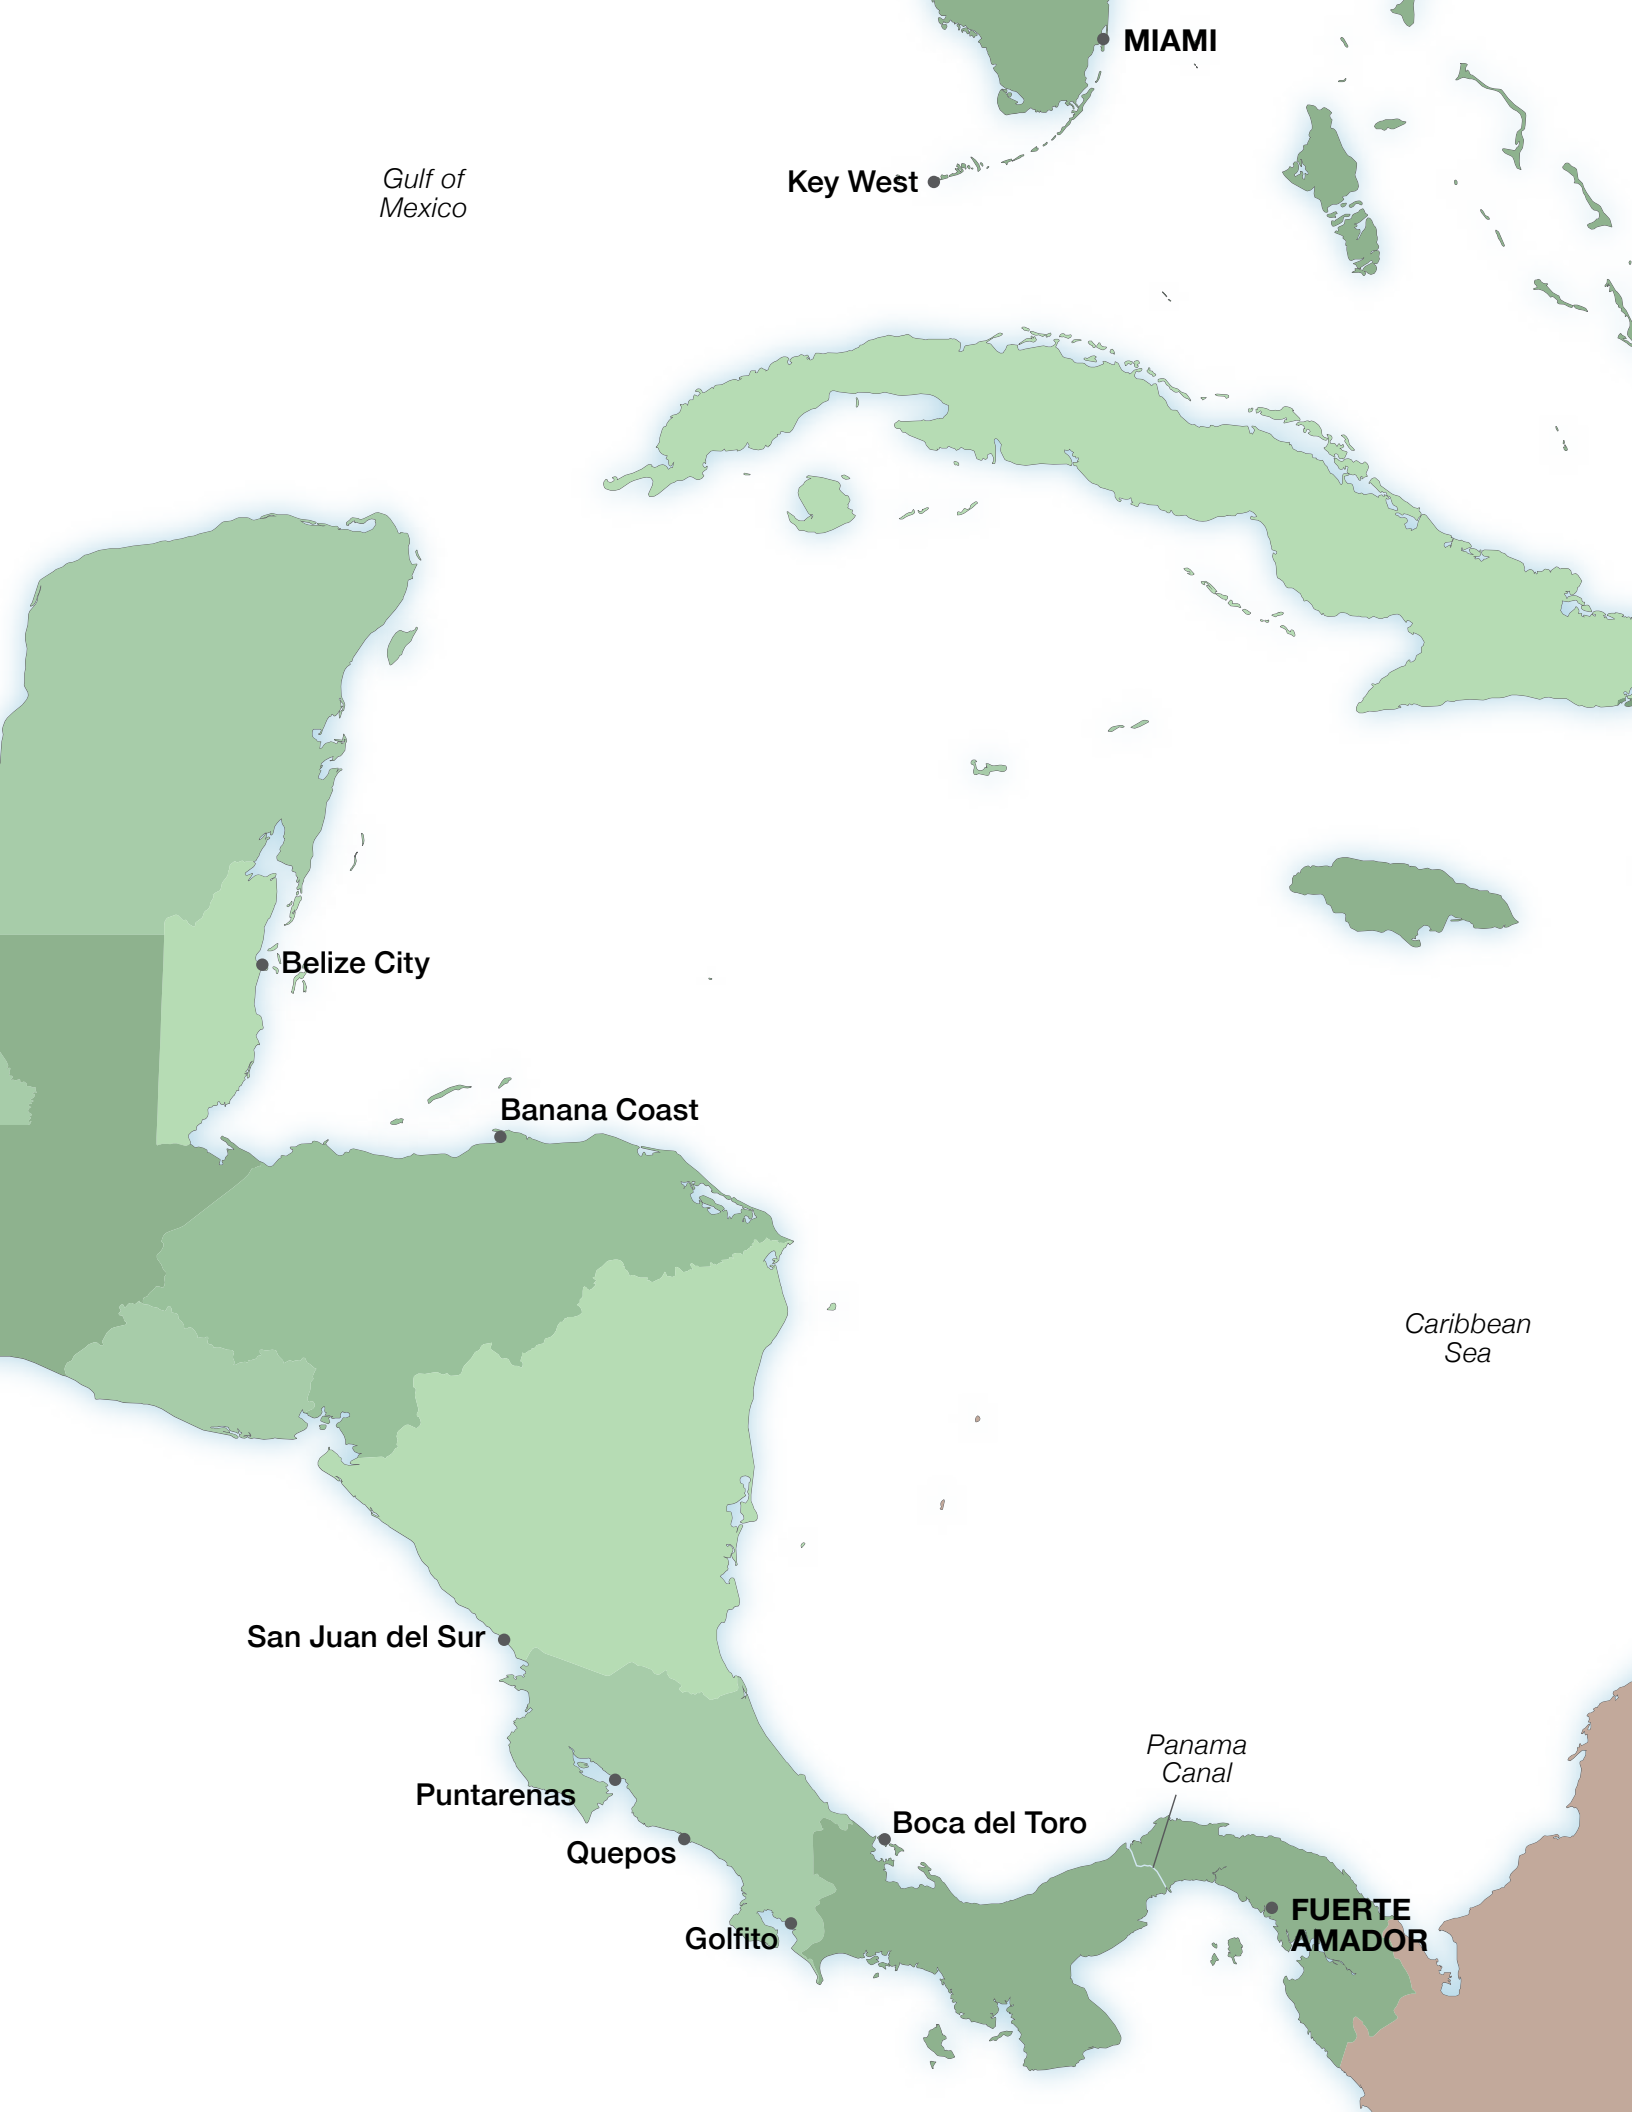 MIAMI
Gulf of
Mexico
Key West
Belize City
Banana Coast
Caribbean
Sea
San Juan del Sur
Panama
Canal
Puntarenas
Boca del Toro
Quepos
FUERTE
AMADOR
Golfito